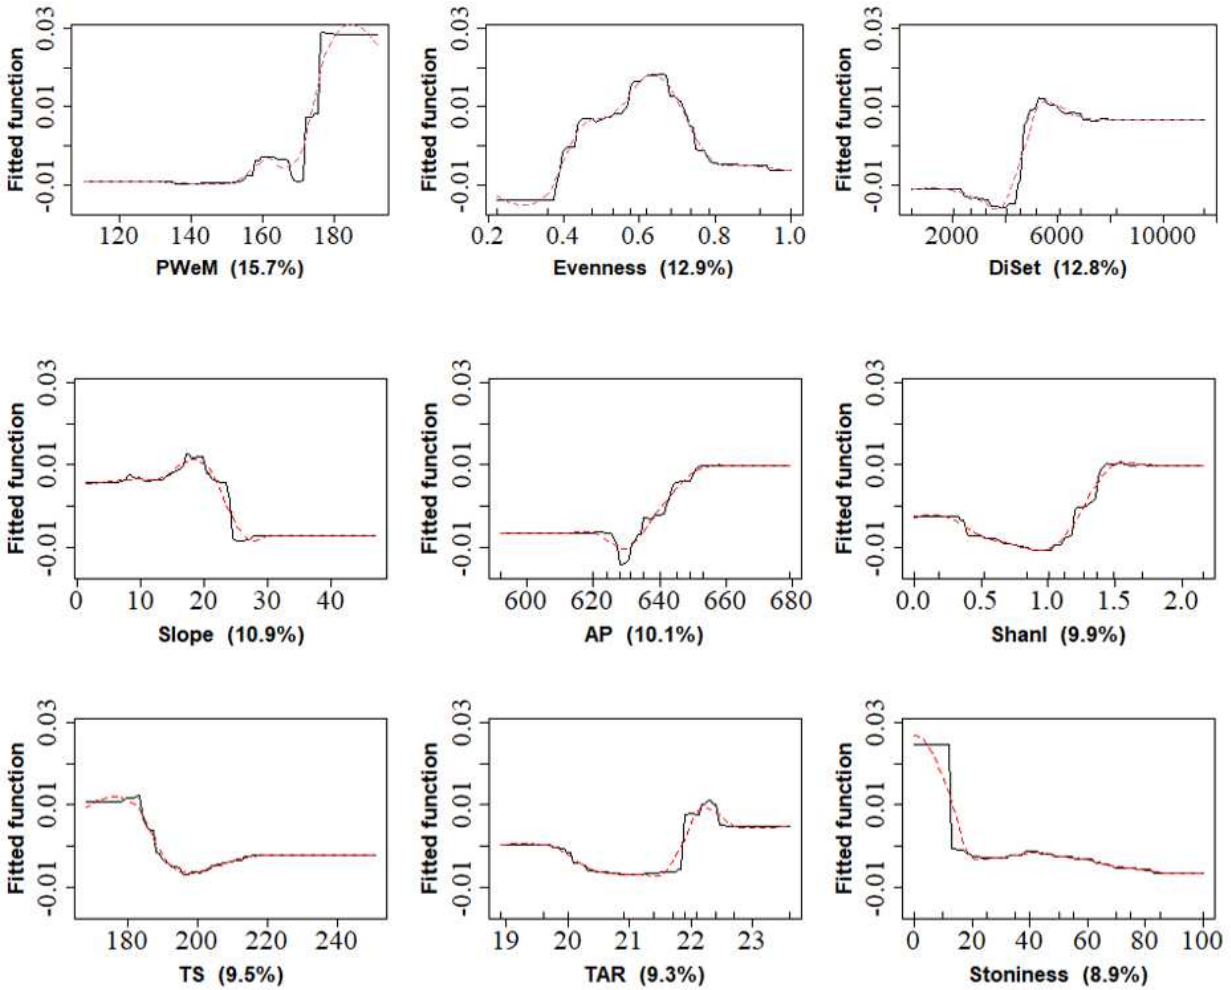 Fitted function
0.03
0.01
-0.01
120 140 160 180
PWeM (15.7%)
Fitted function
0.03
0.01
-0.01
0.2 0.4 0.6 0.8 1.0
Evenness (12.9%)
Fitted function
0.03
0.01
-0.01
2000 6000 10000
DiSet (12.8%)
Fitted function
0.03
0.01
-0.01
0 10 20 30 40
Slope (10.9%)
Fitted function
0.03
0.01
-0.01
600 620 640 660 680
AP (10.1%)
Fitted function
0.03
0.01
-0.01
0.0 0.5 1.0 1.5 2.0
ShanI (9.9%)
Fitted function
0.03
0.01
-0.01
180 200 220 240
TS (9.5%)
Fitted function
0.03
0.01
-0.01
19 20 21 22 23
TAR (9.3%)
Fitted function
0.03
0.01
-0.01
0 20 40 60 80 100
Stoniness (8.9%)